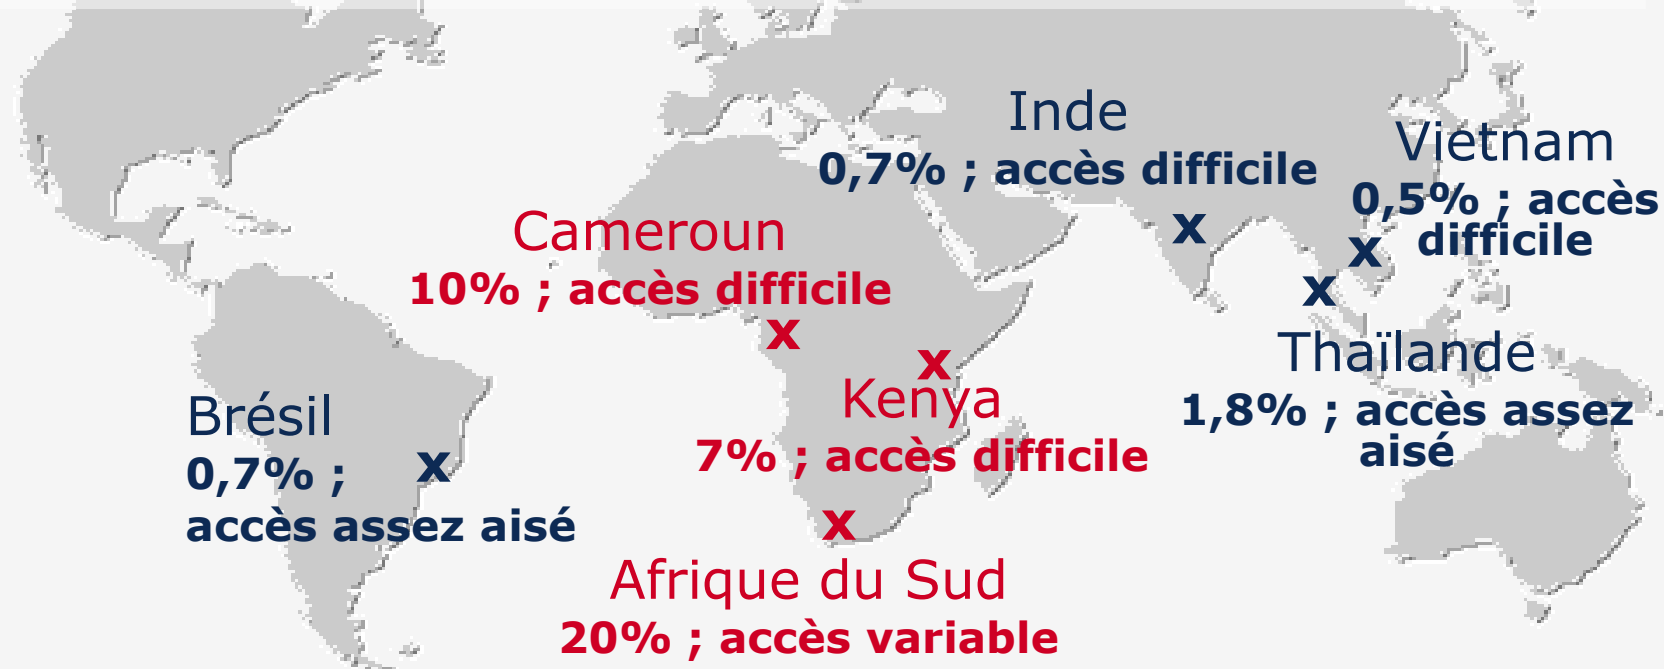 Inde
0,7% ; accès difficile
x
Vietnam
0,5% ; accès
difficile
x
Cameroun
10% ; accès difficile
x
x
Thaïlande
1,8% ; accès assez
aisé
x
Kenya
7% ; accès difficile
Brésil
0,7% ;
x
accès assez aisé
x
Afrique du Sud
20% ; accès variable